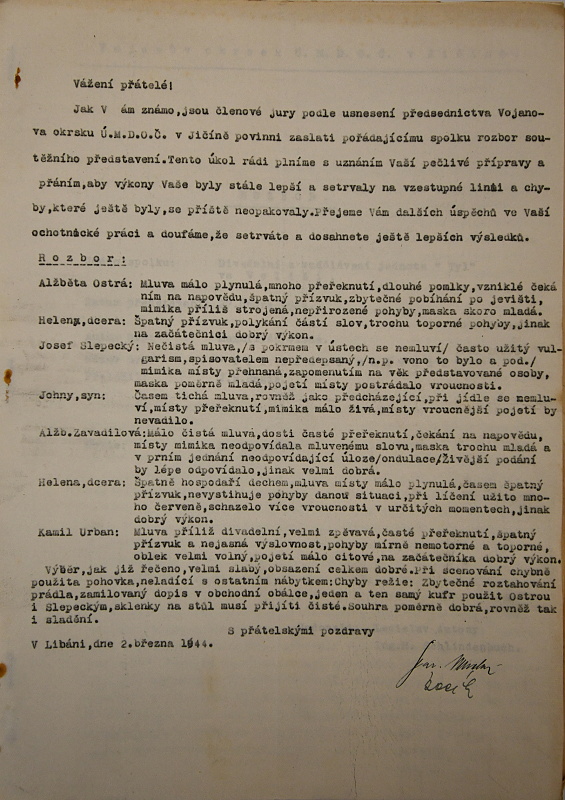 Vážení přátelé!
Jak V ám známo,jsou členové jury podle usnesení předsednictva Vojano-
va okrsku Ú.M.D.O.Č. v Jičíně povinni zaslati pořádajícímu spolku rozbor sou-
těžního představení.Tento úkol rádi plníme s uznáním Vaší pečlivé přípravy a
přáním,aby výkony Vaše byly stále lepší a setrvaly na vzestupné linii a chy-
by,které ještě byly,se příště neopakovaly.Přejeme Vám dalších úspěchů ve Vaší
ochotnické práci a doufáme,že setrváte a dosahnete ještě lepších výsledků.
Rozbor:
Alžběta Ostrá: Mluva málo plynulá,mnoho přeřeknutí,dlouhé pomlky,vzniklé čeká
ním na napovědu,špatný přízvuk,zbytečné pobíhání po jevišti,
mimika příliš strojená,nepřirozené pohyby,maska skoro mladá.
Helena,dcera: Špatný přízvuk,polykání částí slov,trochu toporné pohyby,jinak
na začátečnici dobrý výkon.
Josef Slepecký: Nečistá mluva,/s pokrmem v ústech se nemluví/ často užitý vul-
garism,spisovatelem nepředepsaný,/n.p. vono to bylo a pod./
mimika místy přehnaná,zapomenutím na věk představované osoby,
maska poměrně mladá,pojetí místy postrádalo vroucnosti.
Johny,syn: Časem tichá mluva,rovněž jako předcházející,při jídle se nemlu-
ví,místy přeřeknutí,mimika málo živá,místy vroucnější pojetí by
nevadilo.
Alžb.Zavadilová:Málo čistá mluva,dosti časté přeřeknutí,čekání na napovědu,
místy mimika neodpovídala mluvenému slovu,maska trochu mladá a
v prním jednání neodpovídající úloze/ondulace/Živější podání
by lépe odpovídalo,jinak velmi dobrá.
Helena,dcera: Špatně hospodaří dechem,mluva místy málo plynulá,časem špatný
přízvuk,nevystihuje pohyby danou situaci,při líčení užito mno-
ho červeně,scházelo více vroucnosti v určitých momentech,jinak
dobrý výkon.
Kamil Urban: Mluva příliž divadelní,velmi zpěvavá,časté přeřeknutí,špatný
přízvuk a nejasná výslovnost,pohyby mírně nemotorné a toporné,
oblek velmi volný,pojetí málo citové,na začátečníka dobrý výkon.
Výběr,jak již řečeno,velmi slabý,obsazení celkem dobré.Při scenování chybně
použita pohovka,neladící s ostatním nábytkem:Chyby režie: Zbytečné roztahování
prádla,zamilovaný dopis v obchodní obálce,jeden a ten samý kufr použit Ostrou
i Slepeckým,sklenky na stůl musí přijíti čisté.Souhra poměrně dobrá,rovněž tak
i sladění.
S přátelskými pozdravy
V Libáni,dne 2.března 1944.